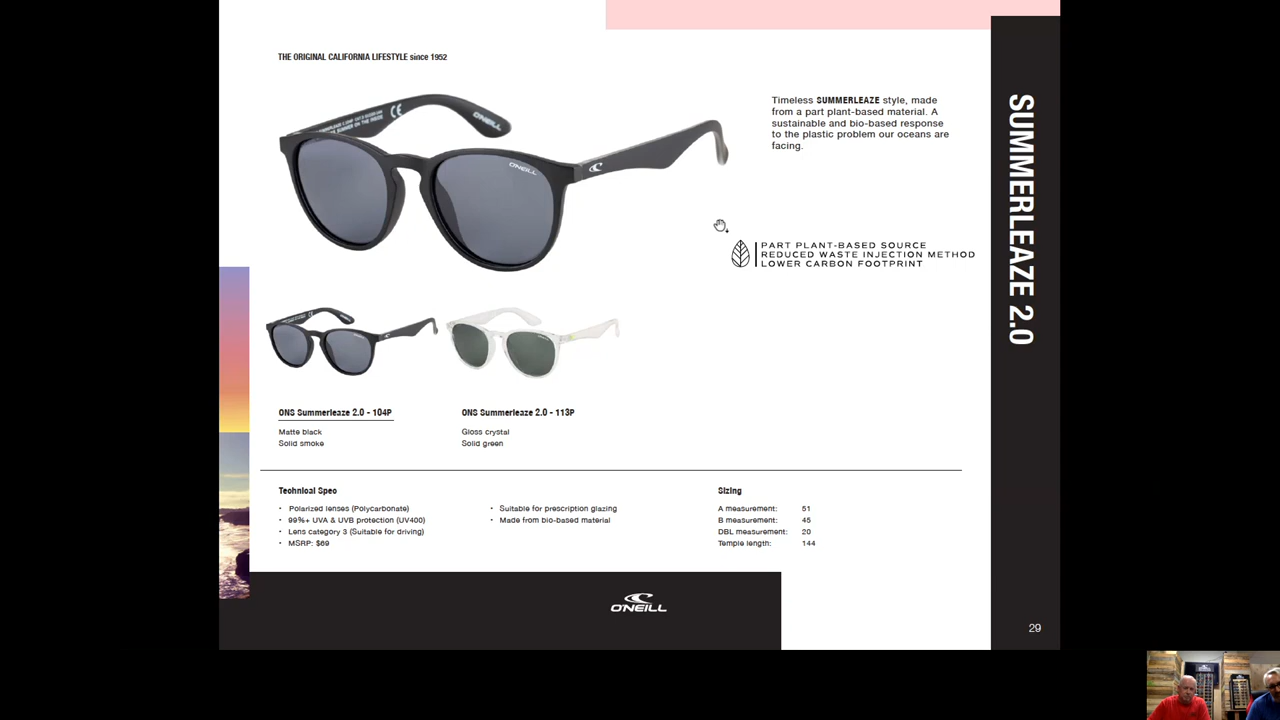 THE ORIGINAL CALIFORNIA LIFESTYLE since 1952
O'NEILL
O'NEILL
Timeless SUMMERLEAZE style, made
from a part plant-based material. A
sustainable and bio-based response
to the plastic problem our oceans are
facing.
PART PLANT-BASED SOURCE
REDUCED WASTE INJECTION METHOD
LOWER CARBON FOOTPRINT
SUMMERLEAZE 2.0
ONS Summerleaze 2.0 - 104P
Matte black
Solid smoke
ONS Summerleaze 2.0 - 113P
Gloss crystal
Solid green
Technical Spec
• Polarized lenses (Polycarbonate)
• 99%+ UVA & UVB protection (UV400)
• Lens category 3 (Suitable for driving)
• MSRP: $69
• Suitable for prescription glazing
• Made from bio-based material
Sizing
A measurement: 51
B measurement: 45
DBL measurement: 20
Temple length: 144
O'NEILL
29